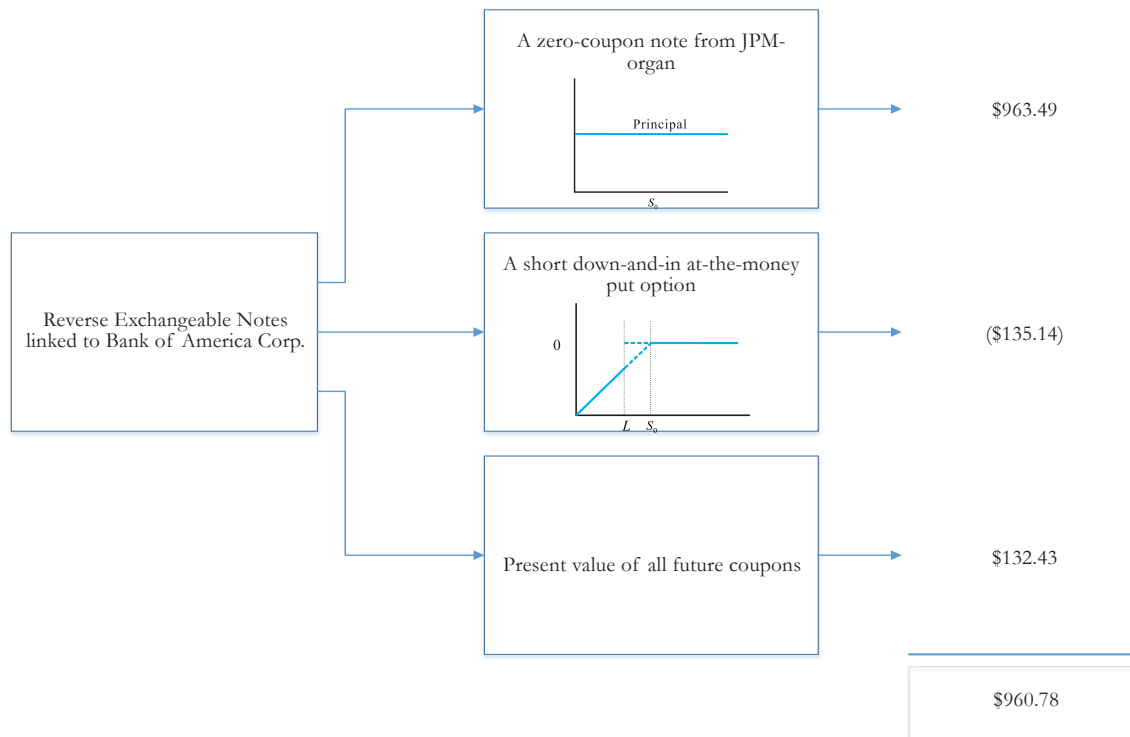 A zero-coupon note from JPM-
organ
Principal
S₀
$963.49
Reverse Exchangeable Notes
linked to Bank of America Corp.
A short down-and-in at-the-money
put option
0
L S₀
($135.14)
Present value of all future coupons
$132.43
$960.78